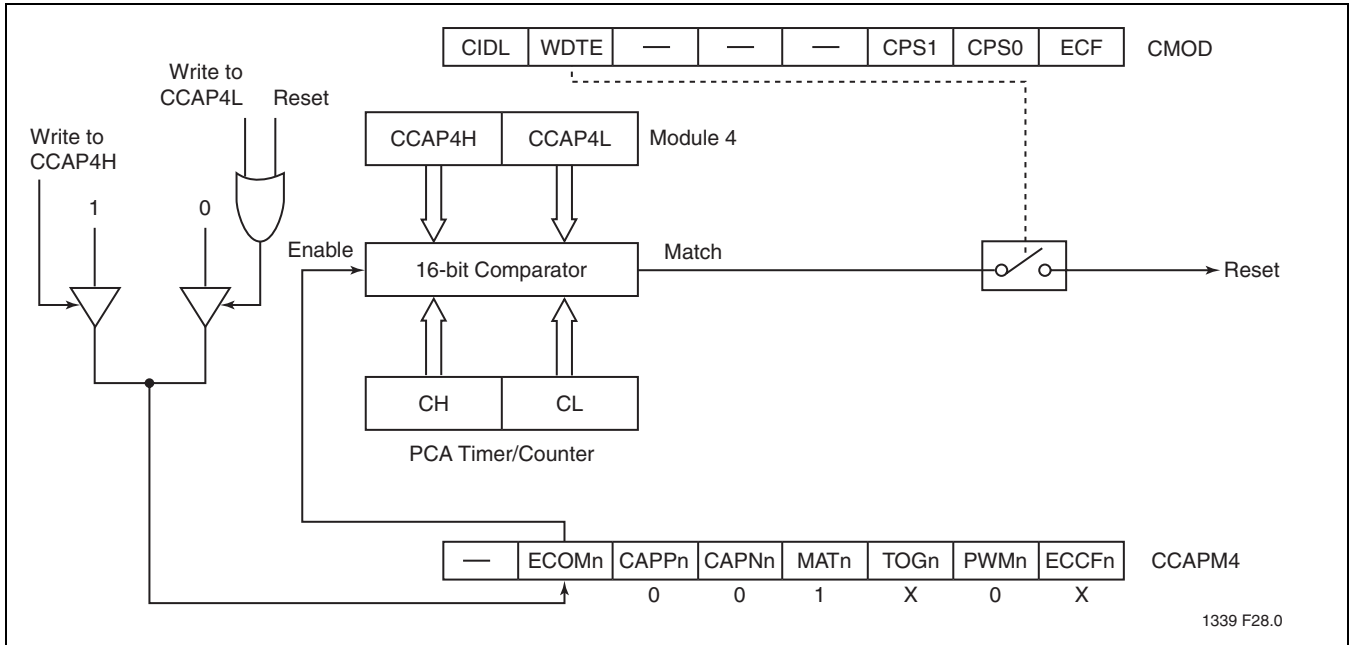 CIDL WDTE — — — CPS1 CPS0 ECF CMOD
Write to
CCAP4L Reset
Write to
CCAP4H
CCAP4H CCAP4L Module 4
1 0
Enable 16-bit Comparator Match Reset
CH CL
PCA Timer/Counter
— ECOMn CAPPn CAPNn MATn TOGn PWMn ECCFn CCAPM4
0 0 1 X 0 X
1339 F28.0